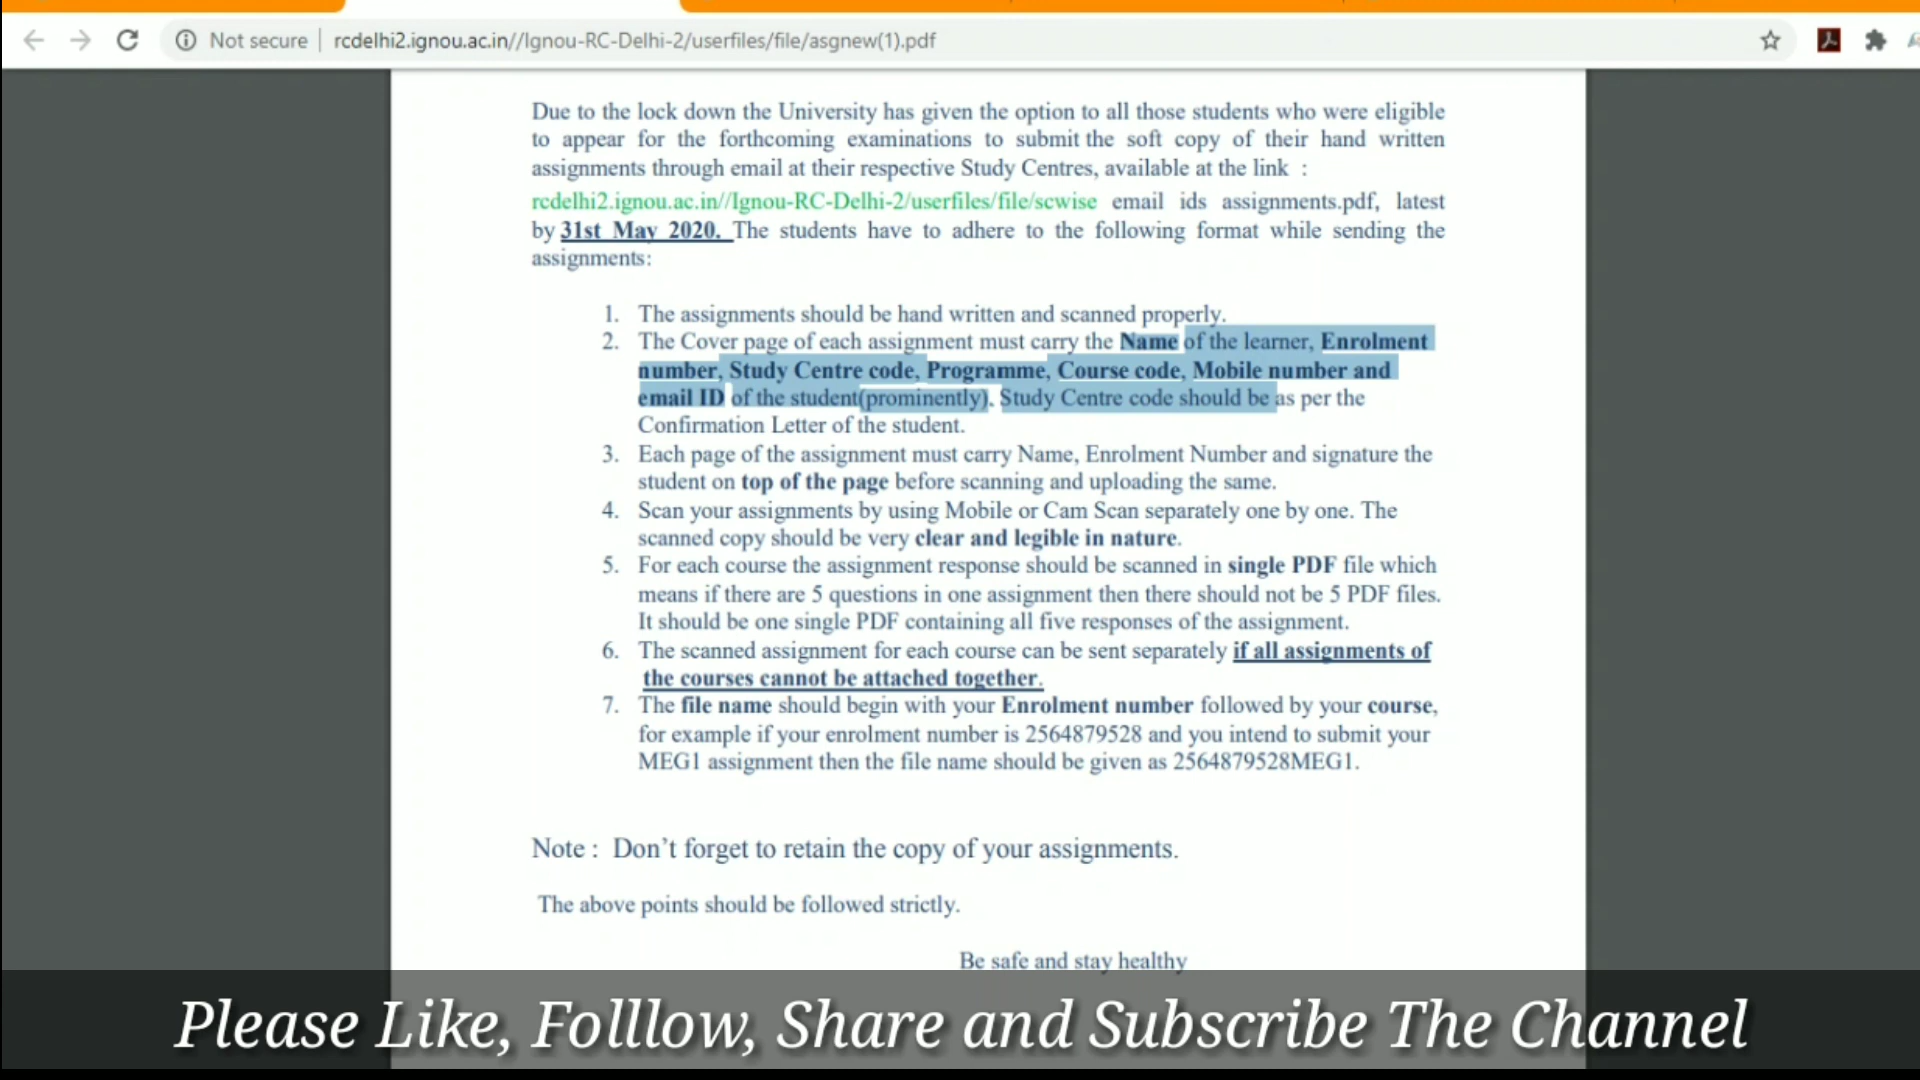 Not secure | rcdelhi2.ignou.ac.in//Ignou-RC-Delhi-2/userfiles/file/asgnew(1).pdf
Due to the lock down the University has given the option to all those students who were eligible
to appear for the forthcoming examinations to submit the soft copy of their hand written
assignments through email at their respective Study Centres, available at the link :
rcdelhi2.ignou.ac.in//Ignou-RC-Delhi-2/userfiles/file/scwise email ids assignments.pdf, latest
by 31st May 2020. The students have to adhere to the following format while sending the
assignments:
1. The assignments should be hand written and scanned properly.
2. The Cover page of each assignment must carry the Name of the learner, Enrolment
number, Study Centre code, Programme, Course code, Mobile number and
email ID of the student(prominently). Study Centre code should be as per the
Confirmation Letter of the student.
3. Each page of the assignment must carry Name, Enrolment Number and signature the
student on top of the page before scanning and uploading the same.
4. Scan your assignments by using Mobile or Cam Scan separately one by one. The
scanned copy should be very clear and legible in nature.
5. For each course the assignment response should be scanned in single PDF file which
means if there are 5 questions in one assignment then there should not be 5 PDF files.
It should be one single PDF containing all five responses of the assignment.
6. The scanned assignment for each course can be sent separately if all assignments of
the courses cannot be attached together.
7. The file name should begin with your Enrolment number followed by your course,
for example if your enrolment number is 2564879528 and you intend to submit your
MEG1 assignment then the file name should be given as 2564879528MEG1.
Note : Don't forget to retain the copy of your assignments.
The above points should be followed strictly.
Be safe and stay healthy
Please Like, Folllow, Share and Subscribe The Channel